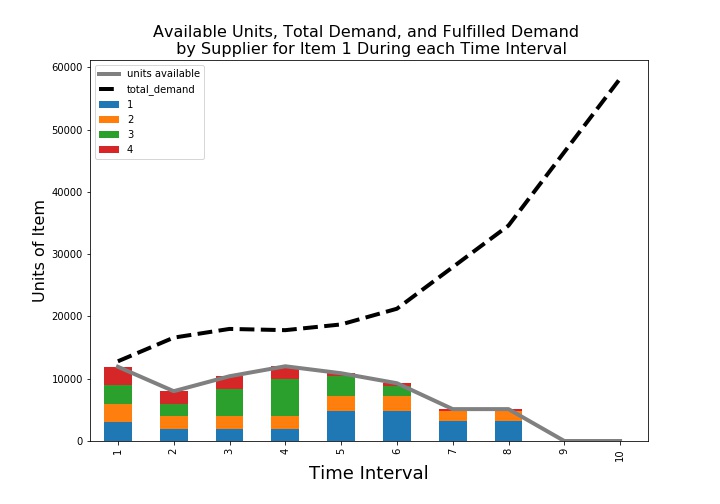 Available Units, Total Demand, and Fulfilled Demand
by Supplier for Item 1 During each Time Interval
units available
total_demand
1
2
3
4
60000
50000
40000
30000
20000
10000
0
Units of Item
1 2 3 4 5 6 7 8 9 10
Time Interval